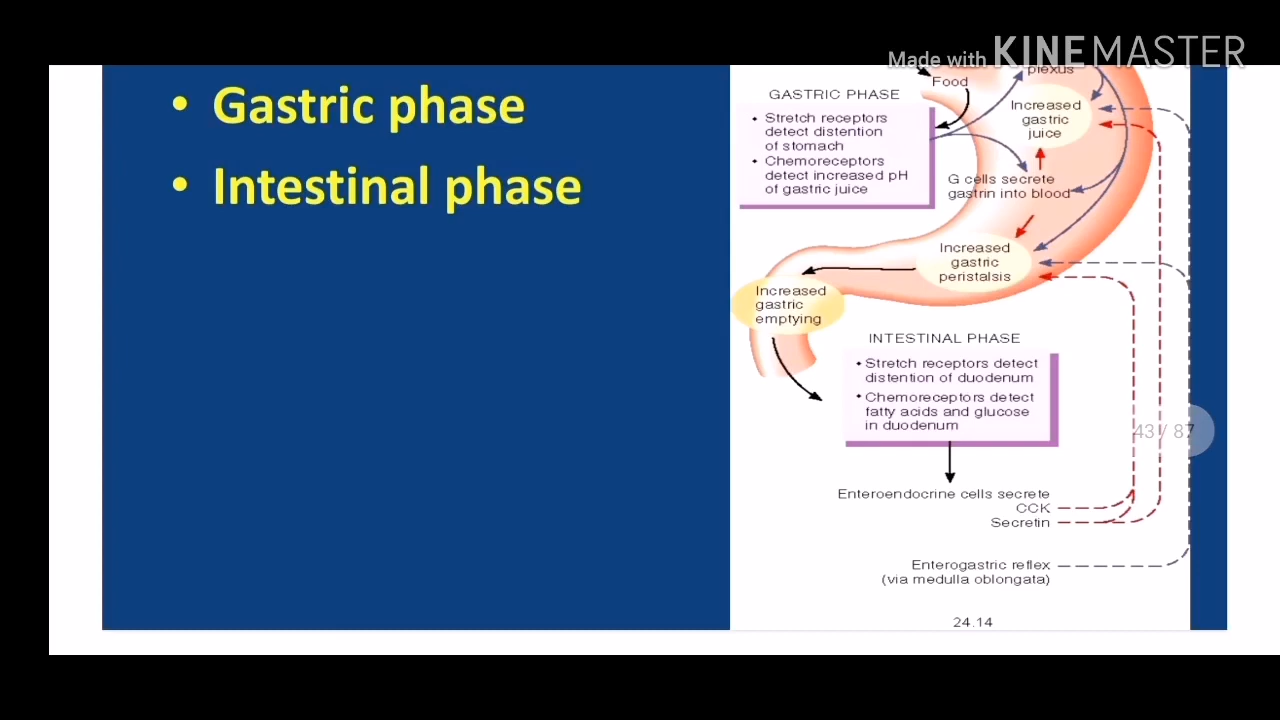 Made with KINEMASTER
• Gastric phase
• Intestinal phase
plexus
Food
GASTRIC PHASE
• Stretch receptors
detect distention
of stomach
• Chemoreceptors
detect increased pH
of gastric juice
Increased
gastric
juice
G cells secrete
gastrin into blood
Increased
gastric
peristalsis
Increased
gastric
emptying
INTESTINAL PHASE
• Stretch receptors detect
distention of duodenum
• Chemoreceptors detect
fatty acids and glucose
in duodenum
43 / 87
Enteroendocrine cells secrete
CCK
Secretin
Enterogastric reflex
(via medulla oblongata)
24.14